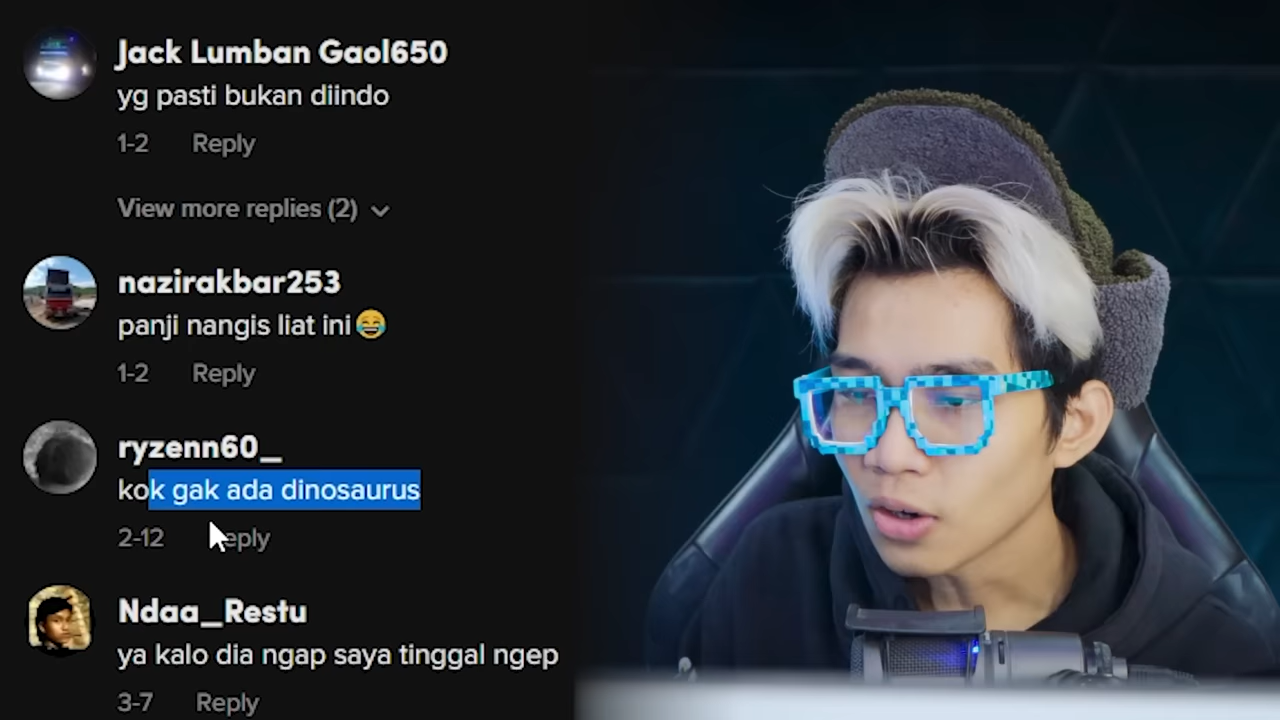 Jack Lumban Gaol650
yg pasti bukan diindo
1-2 Reply
View more replies (2)
nazirakbar253
panji nangis liat ini😂
1-2 Reply
ryzenn60_
kok gak ada dinosaurus
2-12 Reply
Ndaa_Restu
ya kalo dia ngap saya tinggal ngep
3-7 Reply